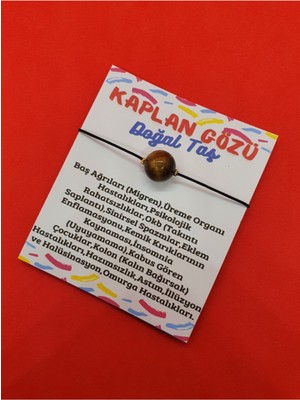 KAPLAN GÖZÜ
Doğal Taş
Baş Ağrıları (Migren),Üreme Organı
Hastalıkları,Psikolojik
Rahatsızlıklar,Okb (Takıntı
Saplantı),Sinirsel Spazmlar,Eklem
Enflamasyonu,Kemik Kırıklarının
Kaynaması,İnsomnia
(Uyuyamama),Kabus Gören
Çocuklar,Kolon (Kalın Bağırsak)
Hastalıkları,Hazımsızlık,Astım,İllüzyon
ve Halüsinasyon,Omurga Hastalıkları.